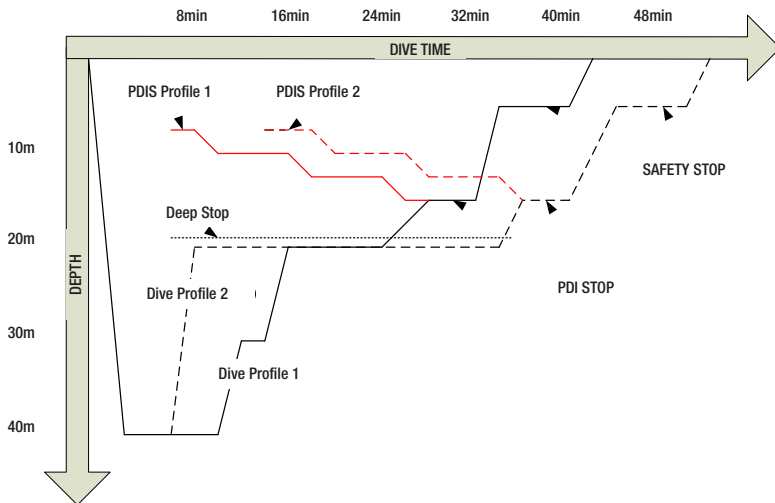 8min 16min 24min 32min 40min 48min
DIVE TIME
PDIS Profile 1 PDIS Profile 2
10m
SAFETY STOP
Deep Stop
20m
DEPTH
Dive Profile 2 PDI STOP
30m
Dive Profile 1
40m